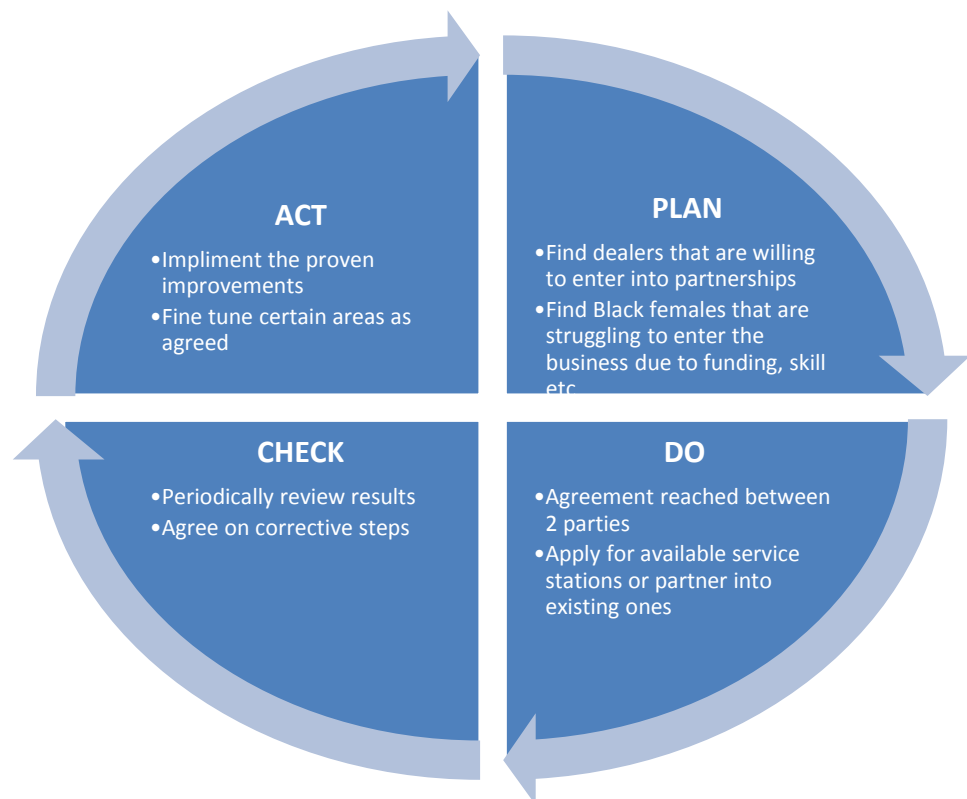 ACT
•Impliment the proven
improvements
•Fine tune certain areas as
agreed
PLAN
•Find dealers that are willing
to enter into partnerships
•Find Black females that are
struggling to enter the
business due to funding, skill
etc
CHECK
•Periodically review results
•Agree on corrective steps
DO
•Agreement reached between
2 parties
•Apply for available service
stations or partner into
existing ones